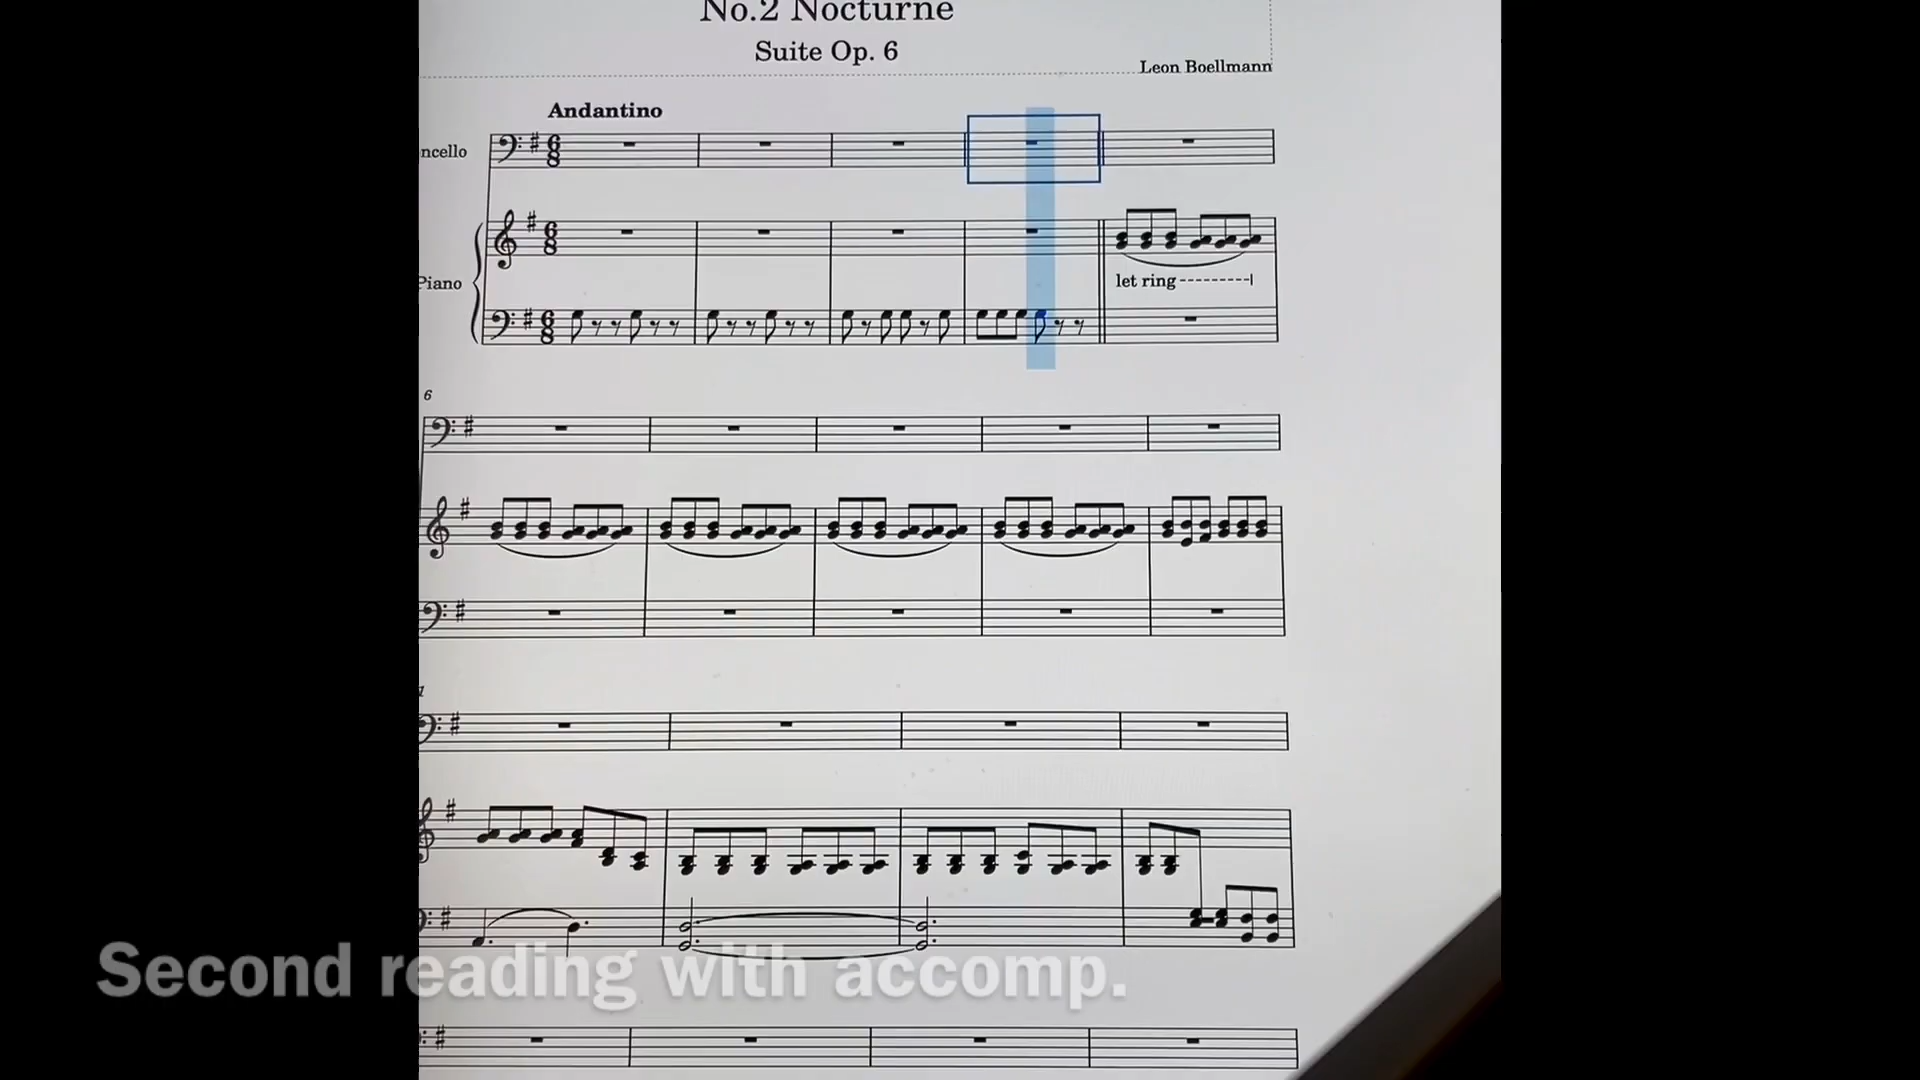 No.2 Nocturne
Suite Op. 6
Leon Boellmann
Andantino
ncello
Piano
let ring
6
Second reading with accomp.